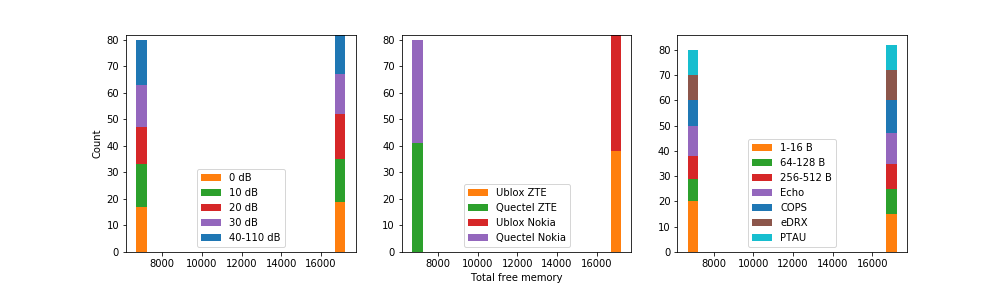 Count
80
70
60
50
40
30
20
10
0
0 dB
10 dB
20 dB
30 dB
40-110 dB
8000 10000 12000 14000 16000
80
70
60
50
40
30
20
10
0
Ublox ZTE
Quectel ZTE
Ublox Nokia
Quectel Nokia
8000 10000 12000 14000 16000
Total free memory
80
70
60
50
40
30
20
10
0
1-16 B
64-128 B
256-512 B
Echo
COPS
eDRX
PTAU
8000 10000 12000 14000 16000